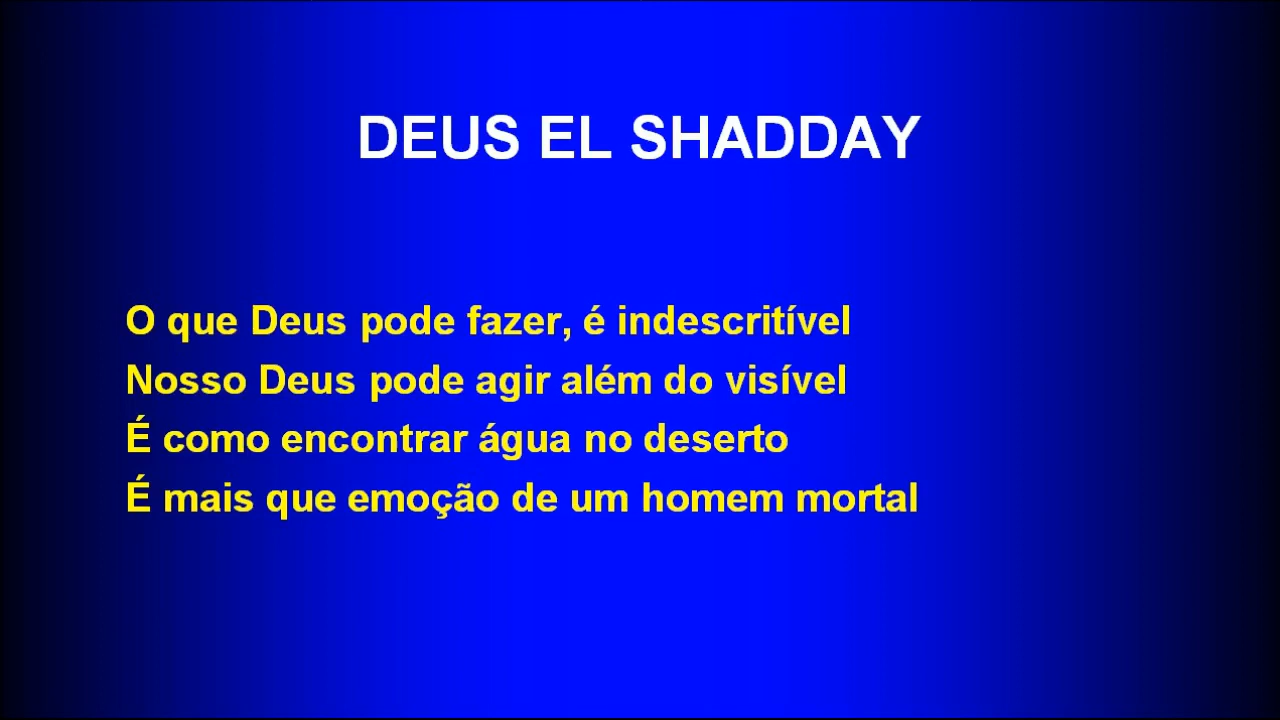 DEUS EL SHADDAY
O que Deus pode fazer, é indescritível
Nosso Deus pode agir além do visível
É como encontrar água no deserto
É mais que emoção de um homem mortal